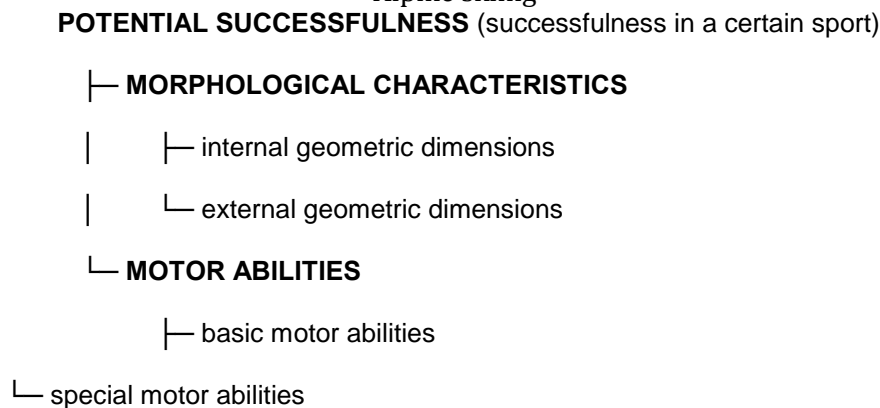 POTENTIAL SUCCESSFULNESS (successfulness in a certain sport)
├─ MORPHOLOGICAL CHARACTERISTICS
│ ├─ internal geometric dimensions
│ └─ external geometric dimensions
└─ MOTOR ABILITIES
├─ basic motor abilities
└─ special motor abilities